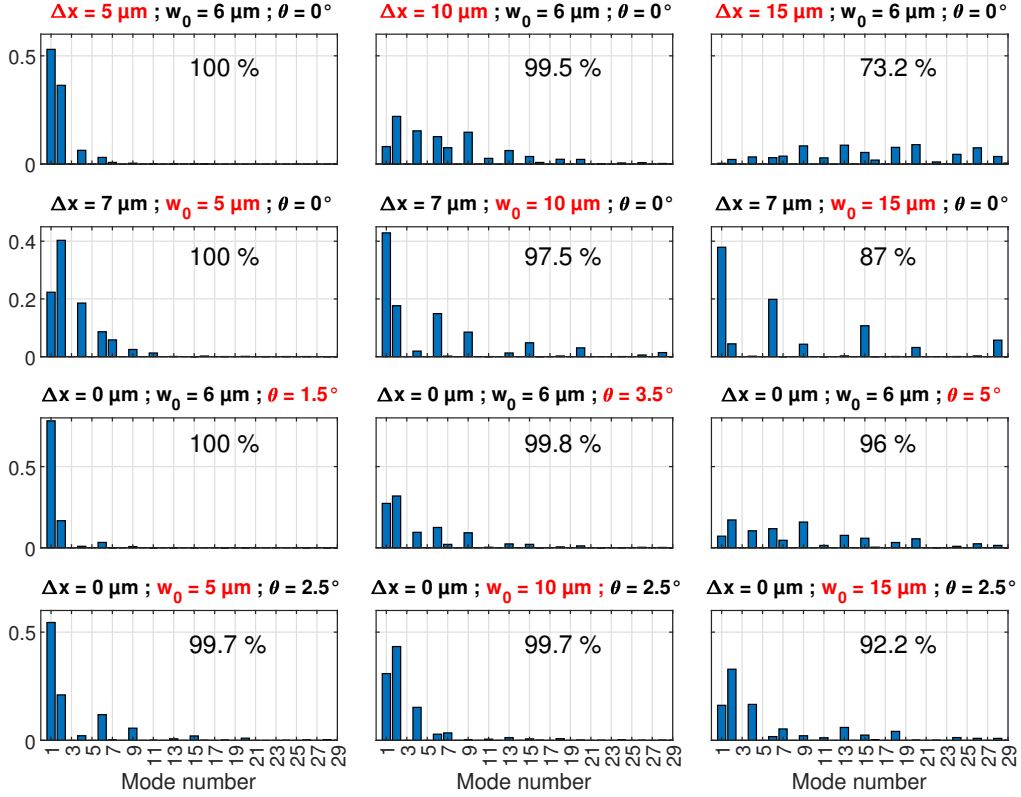 Δx = 5 μm ; w0 = 6 μm ; θ = 0° Δx = 10 μm ; w0 = 6 μm ; θ = 0° Δx = 15 μm ; w0 = 6 μm ; θ = 0°
0.5 100 % 99.5 % 73.2 %
0
Δx = 7 μm ; w0 = 5 μm ; θ = 0° Δx = 7 μm ; w0 = 10 μm ; θ = 0° Δx = 7 μm ; w0 = 15 μm ; θ = 0°
0.4 100 % 97.5 % 87 %
0.2
0
Δx = 0 μm ; w0 = 6 μm ; θ = 1.5° Δx = 0 μm ; w0 = 6 μm ; θ = 3.5° Δx = 0 μm ; w0 = 6 μm ; θ = 5°
100 % 99.8 % 96 %
0.5
0
Δx = 0 μm ; w0 = 5 μm ; θ = 2.5° Δx = 0 μm ; w0 = 10 μm ; θ = 2.5° Δx = 0 μm ; w0 = 15 μm ; θ = 2.5°
0.5 99.7 % 99.7 % 92.2 %
0
1 3 5 7 9 11 13 15 17 19 21 23 25 27 29 1 3 5 7 9 11 13 15 17 19 21 23 25 27 29 1 3 5 7 9 11 13 15 17 19 21 23 25 27 29
Mode number Mode number Mode number